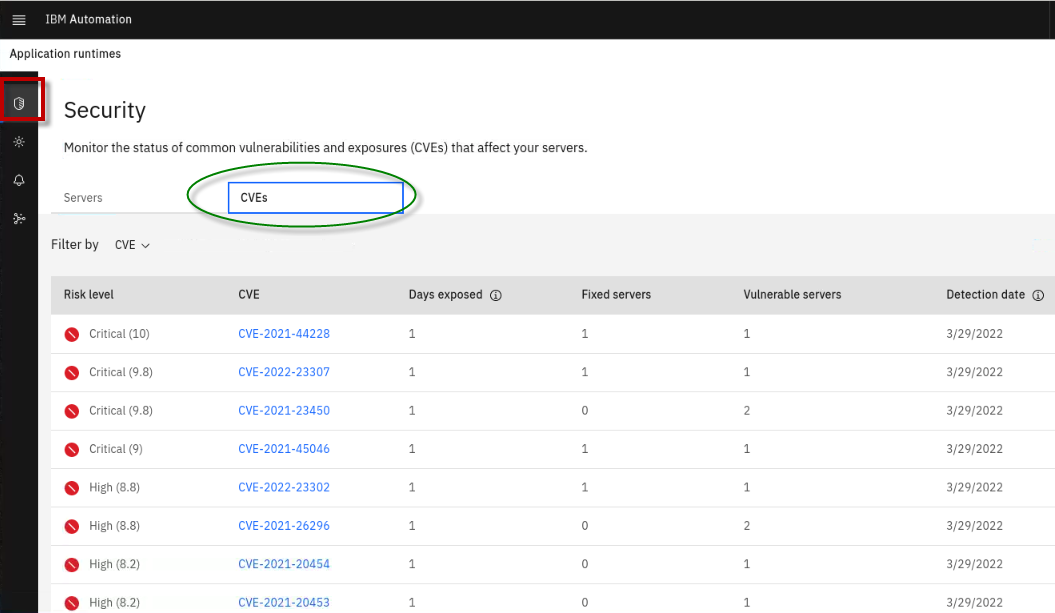 IBM Automation
Application runtimes
Security
Monitor the status of common vulnerabilities and exposures (CVEs) that affect your servers.
Servers CVEs
Filter by CVE
Risk level CVE Days exposed Fixed servers Vulnerable servers Detection date
Critical (10) CVE-2021-44228 1 1 1 3/29/2022
Critical (9.8) CVE-2022-23307 1 1 1 3/29/2022
Critical (9.8) CVE-2021-23450 1 0 2 3/29/2022
Critical (9) CVE-2021-45046 1 1 1 3/29/2022
High (8.8) CVE-2022-23302 1 1 1 3/29/2022
High (8.8) CVE-2021-26296 1 0 2 3/29/2022
High (8.2) CVE-2021-20454 1 0 1 3/29/2022
High (8.2) CVE-2021-20453 1 0 1 3/29/2022